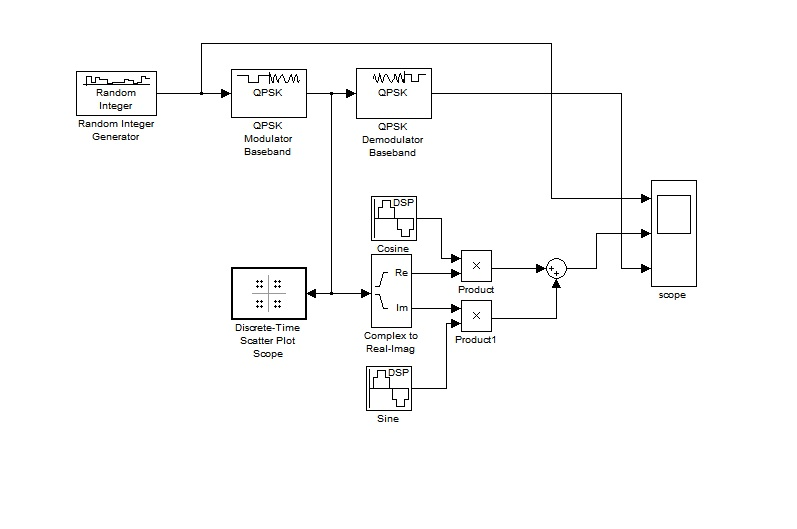 Random
Integer
Random Integer
Generator
QPSK
QPSK
Modulator
Baseband
QPSK
QPSK
Demodulator
Baseband
DSP
Cosine
Re
Im
Complex to
Real-Imag
×
Product
×
Product1
+
+
scope
Discrete-Time
Scatter Plot
Scope
DSP
Sine